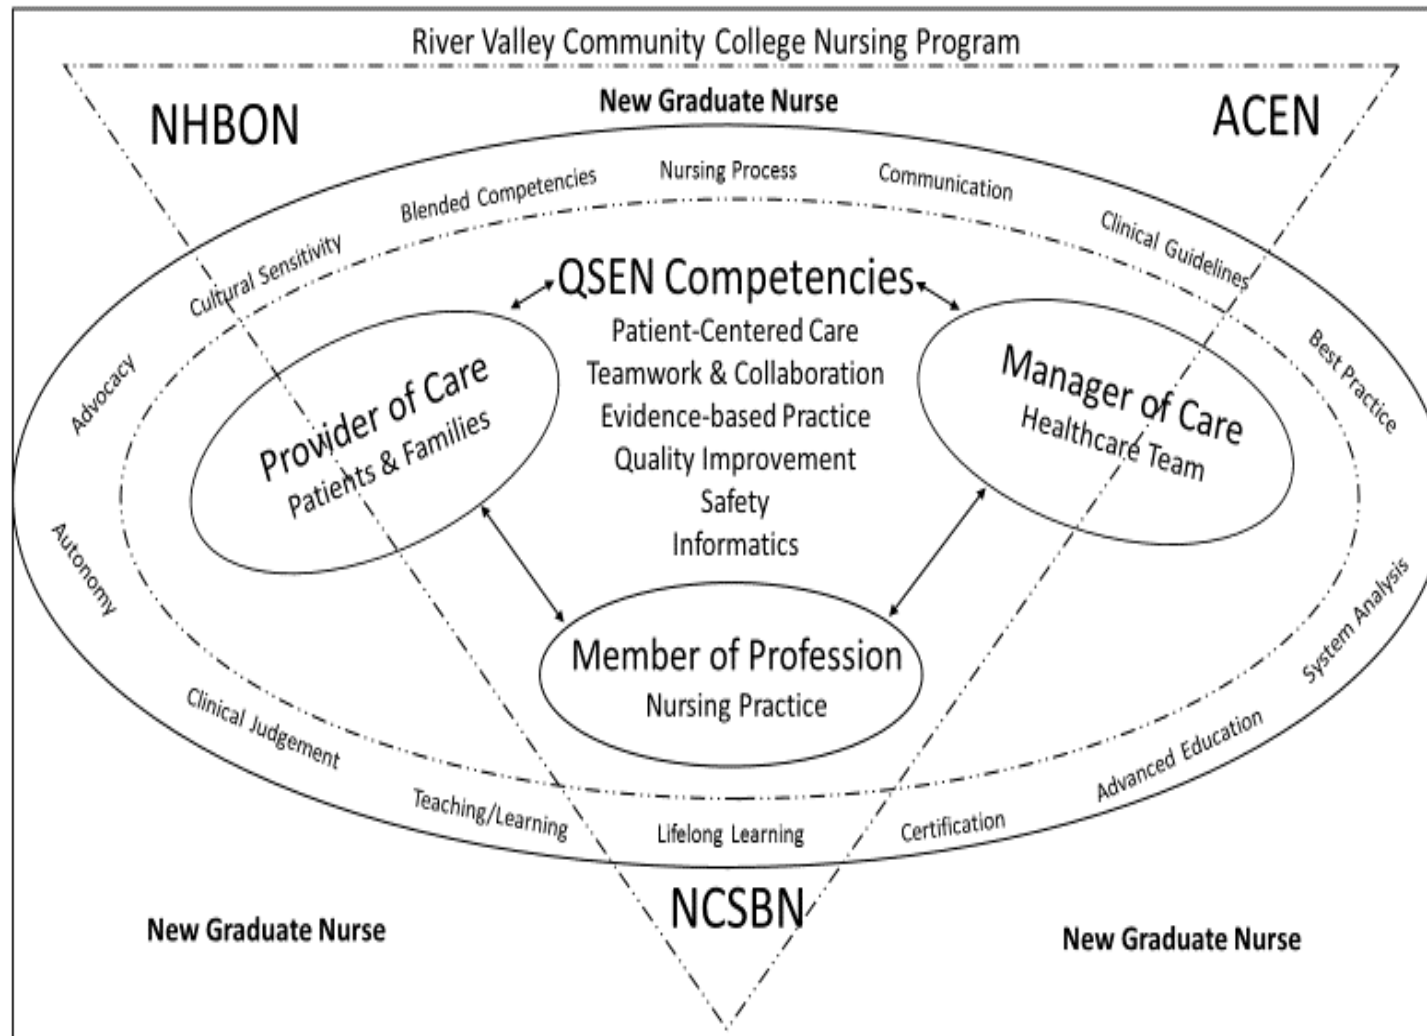 River Valley Community College Nursing Program
New Graduate Nurse
NHBON
ACEN
Blended Competencies
Nursing Process
Communication
Cultural Sensitivity
Clinical Guidelines
Advocacy
Best Practice
QSEN Competencies
Patient-Centered Care
Teamwork & Collaboration
Evidence-based Practice
Quality Improvement
Safety
Informatics
Provider of Care
Patients & Families
Manager of Care
Healthcare Team
Member of Profession
Nursing Practice
Autonomy
System Analysis
Clinical Judgement
Advanced Education
Teaching/Learning
Lifelong Learning
Certification
NCSBN
New Graduate Nurse
New Graduate Nurse